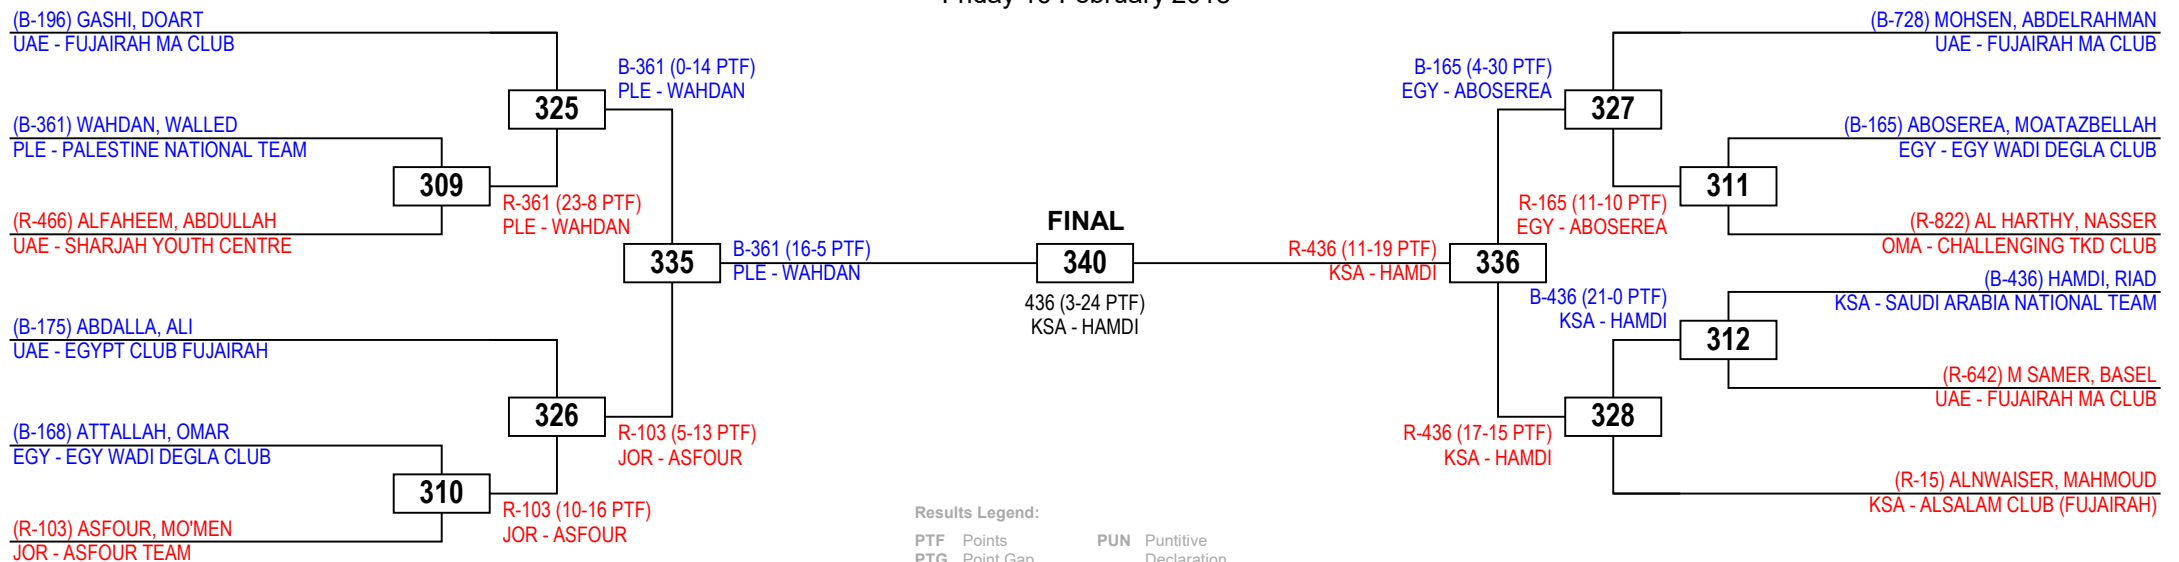 (B-196) GASHI, DOART
UAE - FUJAIRAH MA CLUB
(B-361) WAHDAN, WALLED
PLE - PALESTINE NATIONAL TEAM
(R-466) ALFAHEEM, ABDULLAH
UAE - SHARJAH YOUTH CENTRE
(B-175) ABDALLA, ALI
UAE - EGYPT CLUB FUJAIRAH
(B-168) ATTALLAH, OMAR
EGY - EGY WADI DEGLA CLUB
(R-103) ASFOUR, MO'MEN
JOR - ASFOUR TEAM
309
310
R-361 (23-8 PTF)
PLE - WAHDAN
R-103 (10-16 PTF)
JOR - ASFOUR
325
326
B-361 (0-14 PTF)
PLE - WAHDAN
R-103 (5-13 PTF)
JOR - ASFOUR
335
B-361 (16-5 PTF)
PLE - WAHDAN
FINAL
340
436 (3-24 PTF)
KSA - HAMDI
R-436 (11-19 PTF)
KSA - HAMDI
336
B-165 (4-30 PTF)
EGY - ABOSEREA
R-436 (17-15 PTF)
KSA - HAMDI
327
328
R-165 (11-10 PTF)
EGY - ABOSEREA
B-436 (21-0 PTF)
KSA - HAMDI
311
312
(B-728) MOHSEN, ABDELRAHMAN
UAE - FUJAIRAH MA CLUB
(B-165) ABOSEREA, MOATAZBELLAH
EGY - EGY WADI DEGLA CLUB
(R-822) AL HARTHY, NASSER
OMA - CHALLENGING TKD CLUB
(B-436) HAMDI, RIAD
KSA - SAUDI ARABIA NATIONAL TEAM
(R-642) M SAMER, BASEL
UAE - FUJAIRAH MA CLUB
(R-15) ALNWAISER, MAHMOUD
KSA - ALSALAM CLUB (FUJAIRAH)
Results Legend:
PTF Points PUN Puntitive
PTG Point Gap Declaration